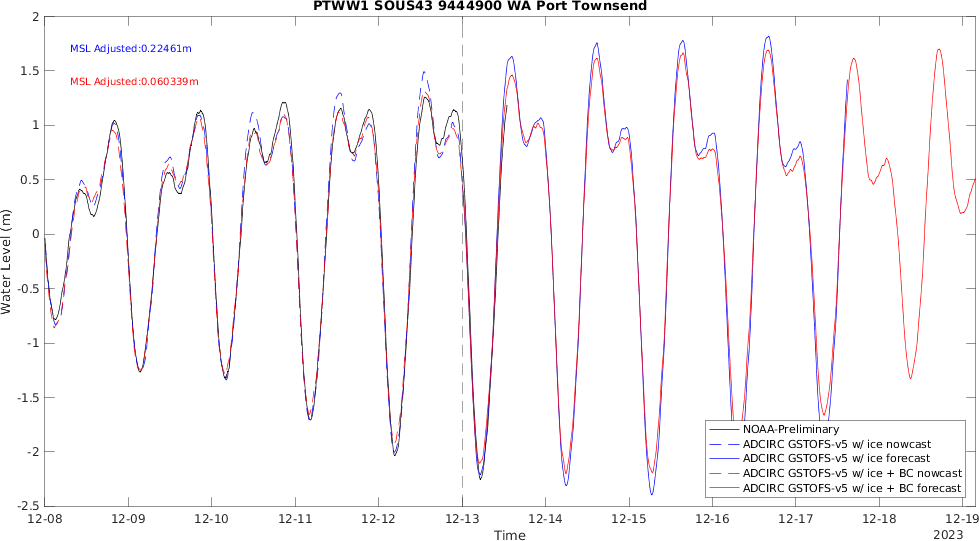 PTWW1 SOUS43 9444900 WA Port Townsend
MSL Adjusted:0.22461m
MSL Adjusted:0.060339m
Water Level (m)
2
1.5
1
0.5
0
-0.5
-1
-1.5
-2
-2.5
NOAA-Preliminary
ADCIRC GSTOFS-v5 w/ ice nowcast
ADCIRC GSTOFS-v5 w/ ice forecast
ADCIRC GSTOFS-v5 w/ ice + BC nowcast
ADCIRC GSTOFS-v5 w/ ice + BC forecast
12-08 12-09 12-10 12-11 12-12 12-13 12-14 12-15 12-16 12-17 12-18 12-19
Time
2023